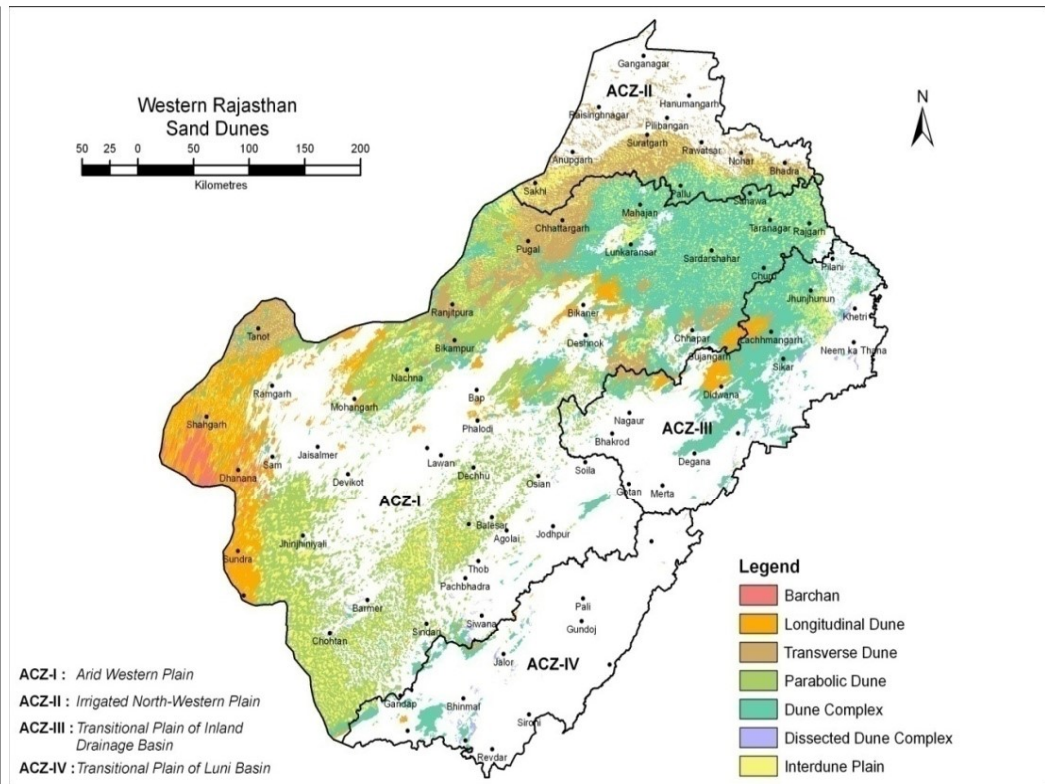 Western Rajasthan
Sand Dunes
50 25 0 50 100 150 200
Kilometres
N
Ganganagar
ACZ-II
Raisinghnagar
Hanumangarh
Pilibangan
Suratgarh
Anupgarh
Rawatsar
Nohar
Bhadra
Sakhi
Pallu
Sahawa
Mahajan
Chhattargarh
Taranagar
Rajgarh
Pugal
Lunkaransar
Sardarshahar
Churu
Pilani
Jhunjhunun
Ranjitpura
Bikaner
Khetri
Tanot
Deshnok
Chhapar
Lachhmangarh
Neem ka Thana
Bikampur
Sujangarh
Sikar
Nachna
Didwana
Ramgarh
Mohangarh
Bap
Shahgarh
Phalodi
Nagaur
ACZ-III
Bhakrod
Jaisalmer
Lawan
Sam
Dhanana
Devikot
Dechhu
Osian
Soila
Degana
ACZ-I
Gotan
Merta
Balesar
Agolai
Jodhpur
Jhinjhiniyali
Sundra
Thob
Pachbhadra
Barmer
Siwana
Pali
Gundoj
Chohtan
Sindari
Jalor
ACZ-IV
Gandap
Bhinmal
Sirohi
Revdar
ACZ-I : Arid Western Plain
ACZ-II : Irrigated North-Western Plain
ACZ-III : Transitional Plain of Inland
Drainage Basin
ACZ-IV : Transitional Plain of Luni Basin
Legend
Barchan
Longitudinal Dune
Transverse Dune
Parabolic Dune
Dune Complex
Dissected Dune Complex
Interdune Plain